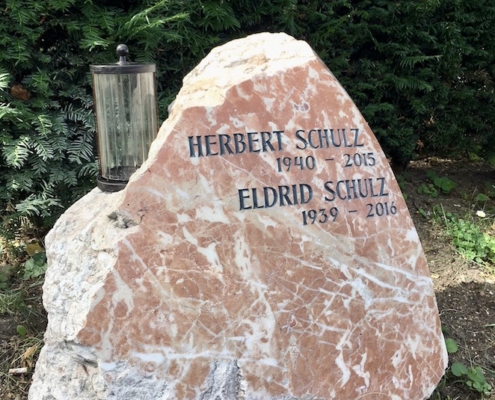 HERBERT SCHULZ
1940 – 2015
ELDRID SCHULZ
1939 – 2016